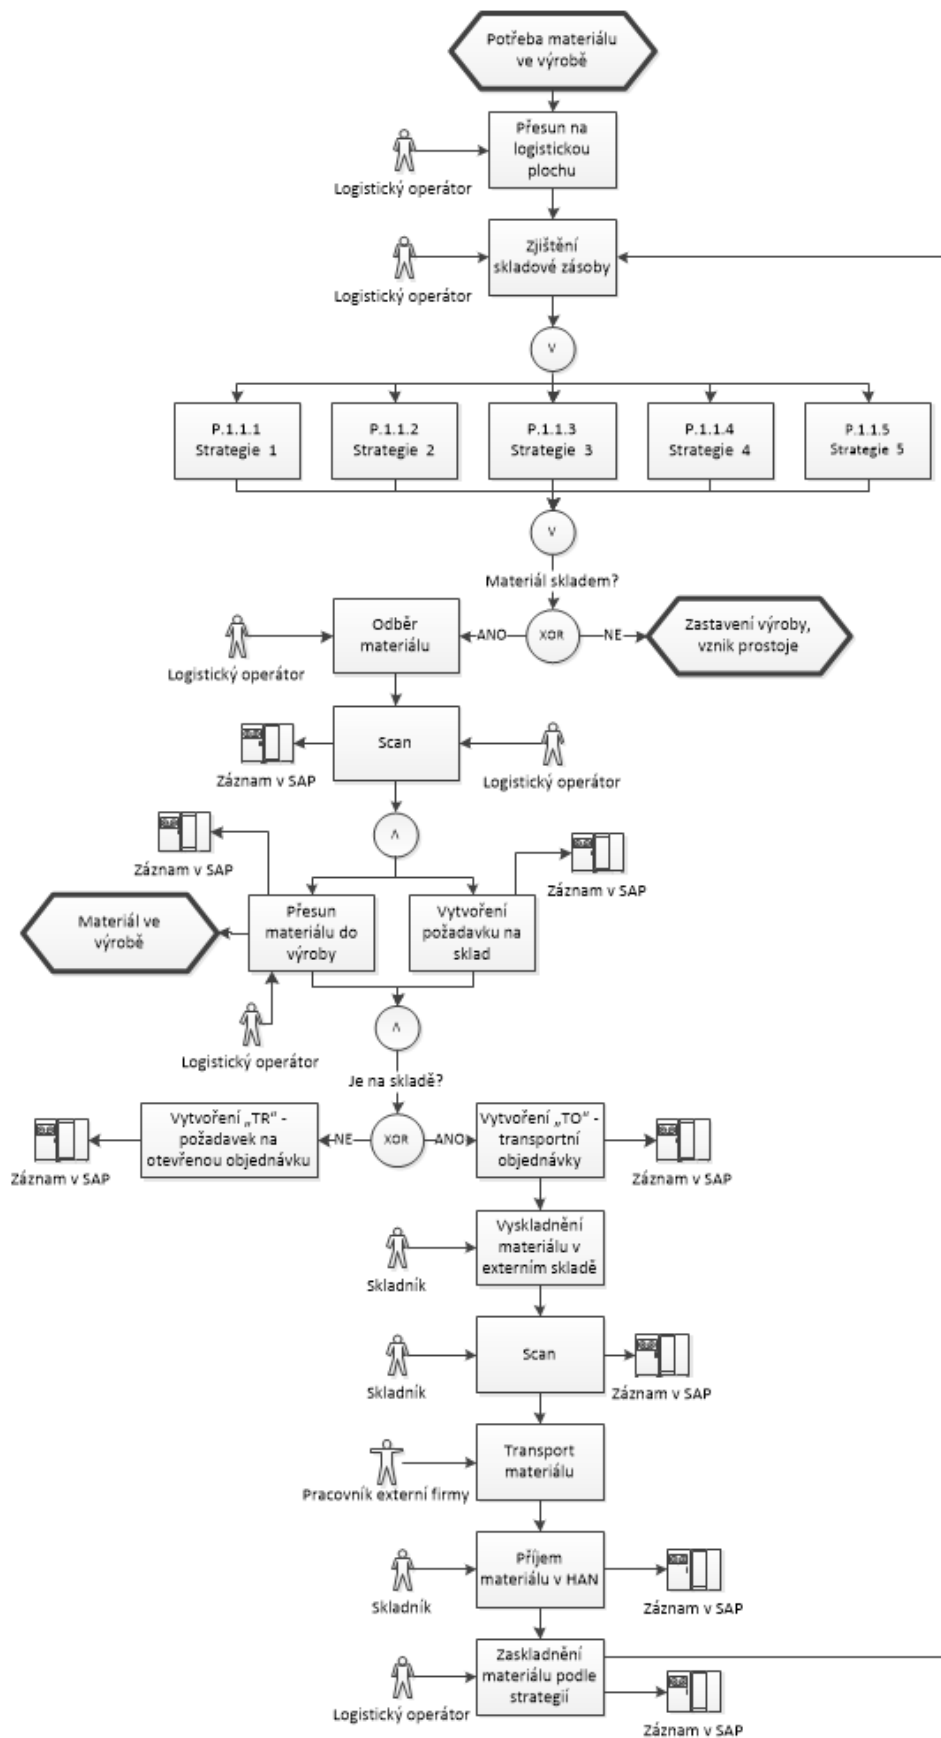 Potřeba materiálu
ve výrobě
Přesun na
logistickou
plochu
Logistický operátor
Zjištění
skladové zásoby
Logistický operátor
V
P.1.1.1
Strategie 1
P.1.1.2
Strategie 2
P.1.1.3
Strategie 3
P.1.1.4
Strategie 4
P.1.1.5
Strategie 5
V
Materiál skladem?
Odběr
materiálu
ANO
XOR
NE
Zastavení výroby,
vznik prostoje
Logistický operátor
Scan
Záznam v SAP
Logistický operátor
Λ
Záznam v SAP
Záznam v SAP
Materiál ve
výrobě
Přesun
materiálu do
výroby
Vytvoření
požadavku na
sklad
Logistický operátor
Λ
Je na skladě?
Vytvoření „TR“ -
požadavek na
otevřenou objednávku
NE
XOR
ANO
Vytvoření „TO“ -
transportní
objednávky
Záznam v SAP
Záznam v SAP
Vyskladnění
materiálu v
externím skladě
Skladník
Scan
Skladník
Záznam v SAP
Transport
materiálu
Pracovník externí firmy
Příjem
materiálu v HAN
Skladník
Záznam v SAP
Zaskladnění
materiálu podle
strategií
Logistický operátor
Záznam v SAP